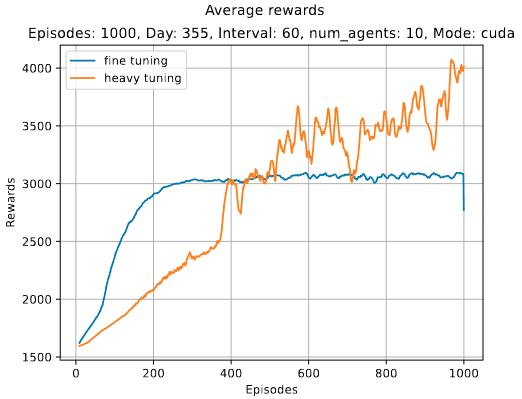 Average rewards
Episodes: 1000, Day: 355, Interval: 60, num_agents: 10, Mode: cuda
fine tuning
heavy tuning
4000
3500
3000
2500
2000
1500
Rewards
0 200 400 600 800 1000
Episodes